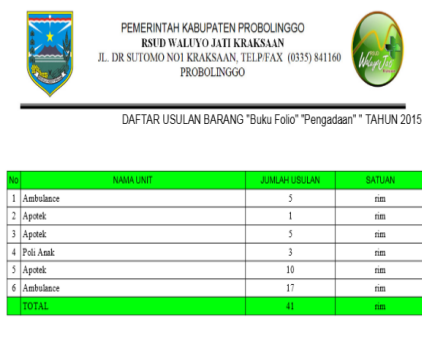 PEMERINTAH KABUPATEN PROBOLINGGO
RSUD WALUYO JATI KRAKSAAN
JL. DR SUTOMO NO1 KRAKSAAN, TELP/FAX (0335) 841160
PROBOLINGGO
Waluyo Jati
DAFTAR USULAN BARANG "Buku Folio" "Pengadaan" " TAHUN 2015
No NAMA UNIT JUMLAH USULAN SATUAN
1 Ambulance 5 rim
2 Apotek 1 rim
3 Apotek 5 rim
4 Poli Anak 3 rim
5 Apotek 10 rim
6 Ambulance 17 rim
TOTAL 41 rim